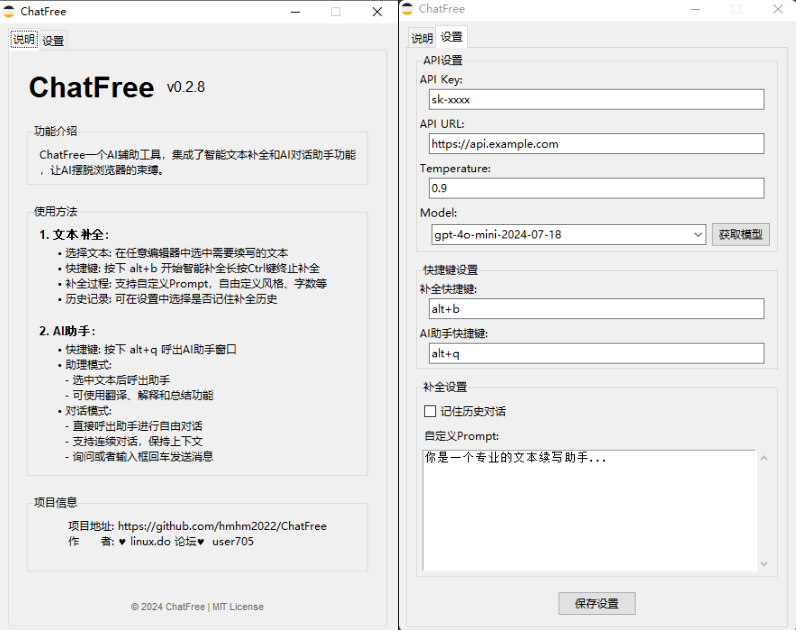 ChatFree
说明 设置
ChatFree v0.2.8
功能介绍
ChatFree一个AI辅助工具，集成了智能文本补全和AI对话助手功能
，让AI摆脱浏览器的束缚。
使用方法
1. 文本补全：
• 选择文本: 在任意编辑器中选中需要续写的文本
• 快捷键: 按下 alt+b 开始智能补全长按Ctrl键终止补全
• 补全过程: 支持自定义Prompt，自由定义风格、字数等
• 历史记录: 可在设置中选择是否记住补全历史
2. AI助手：
• 快捷键: 按下 alt+q 呼出AI助手窗口
• 助理模式:
- 选中文本后呼出助手
- 可使用翻译、解释和总结功能
• 对话模式:
- 直接呼出助手进行自由对话
- 支持连续对话，保持上下文
- 询问或者输入框回车发送消息
项目信息
项目地址: https://github.com/hmhm2022/ChatFree
作 者: ♥ linux.do 论坛♥ user705
© 2024 ChatFree | MIT License
ChatFree
说明 设置
API设置
API Key:
sk-xxxx
API URL:
https://api.example.com
Temperature:
0.9
Model:
gpt-4o-mini-2024-07-18 获取模型
快捷键设置
补全快捷键:
alt+b
AI助手快捷键:
alt+q
补全设置
记住历史对话
自定义Prompt:
你是一个专业的文本续写助手...
保存设置